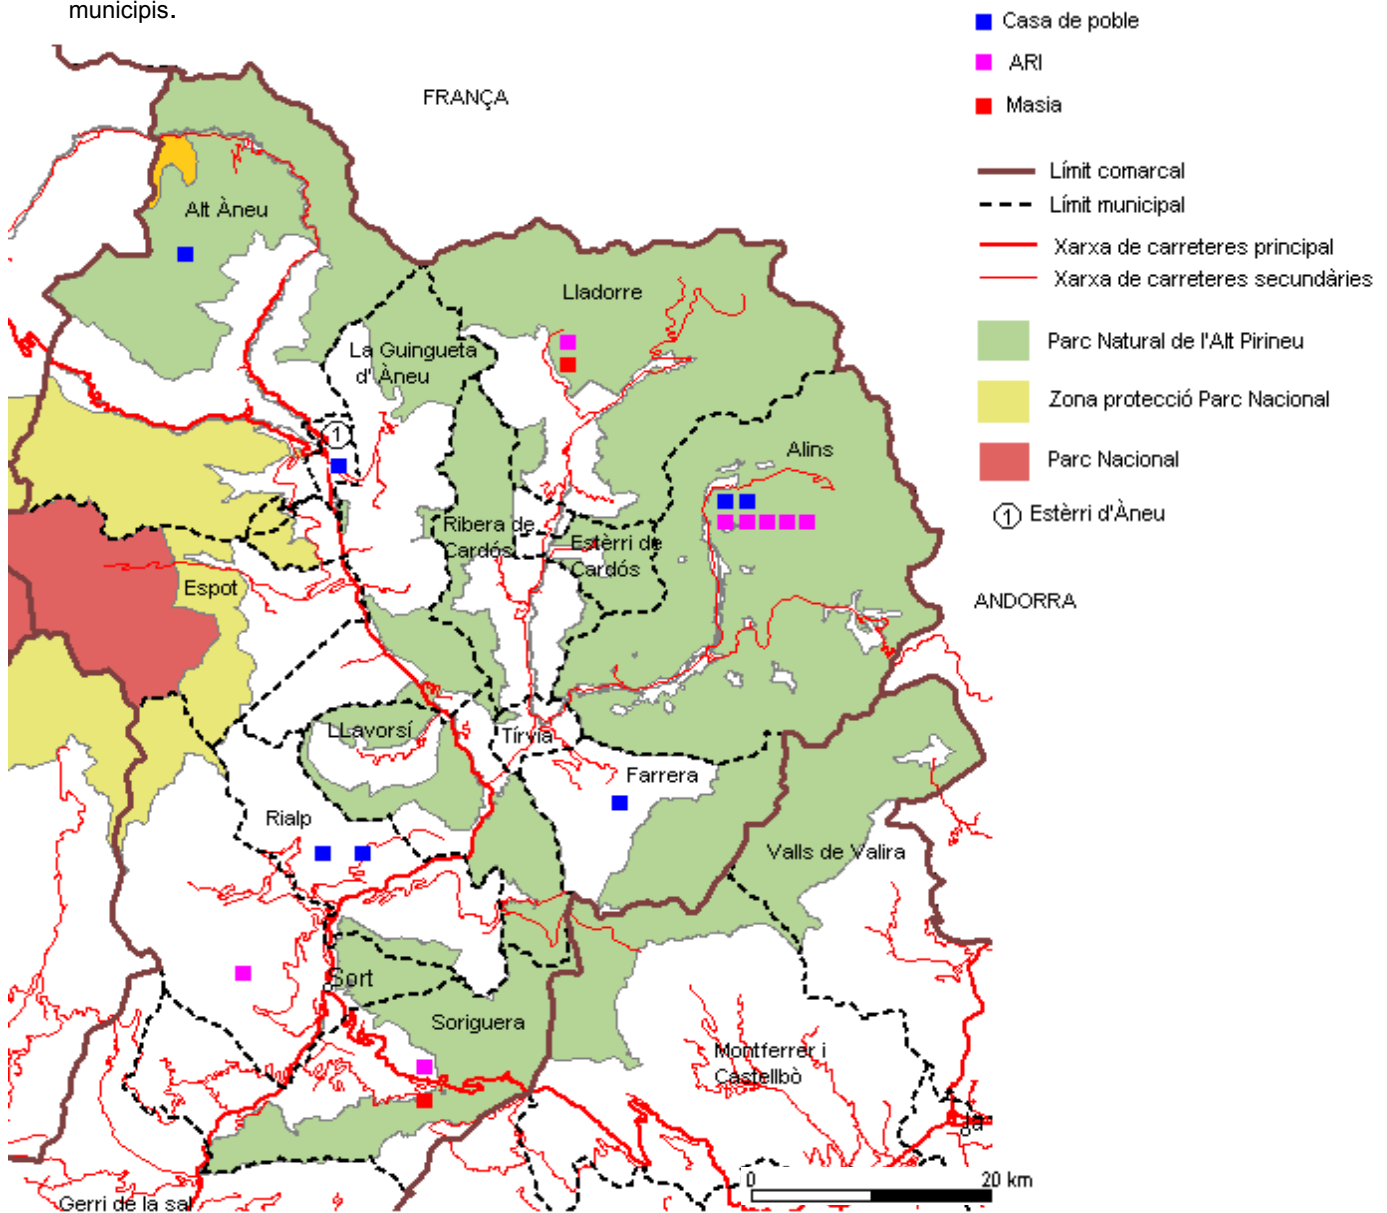 municipis.
Casa de poble
ARI
Masia
FRANÇA
Límit comarcal
Límit municipal
Xarxa de carreteres principal
Xarxa de carreteres secundàries
Parc Natural de l'Alt Pirineu
Zona protecció Parc Nacional
Parc Nacional
1 Estèrri d'Àneu
Alt Àneu
Lladorre
La Guingueta
d'Àneu
1
Alins
Ribera de
Cardós
Estèrri de
Cardós
Espot
ANDORRA
LLavorsí
Tírvia
Farrera
Rialp
Valls de Valira
Sort
Soriguera
Montferrer i
Castellbò
la
0 20 km
Gerri de la sal